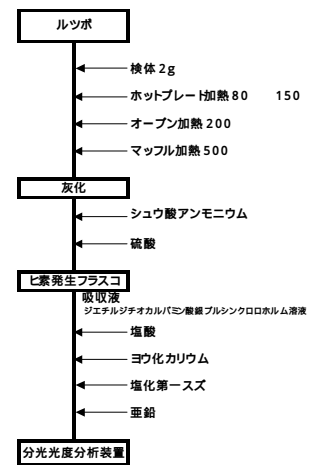 ルツボ
検体2g
ホットプレート加熱80 150
オーブン加熱200
マッフル加熱500
灰化
シュウ酸アンモニウム
硫酸
ヒ素発生フラスコ
吸収液
ジエチルジチオカルバミン酸銀ブルシンクロロホルム溶液
塩酸
ヨウ化カリウム
塩化第一スズ
亜鉛
分光光度分析装置